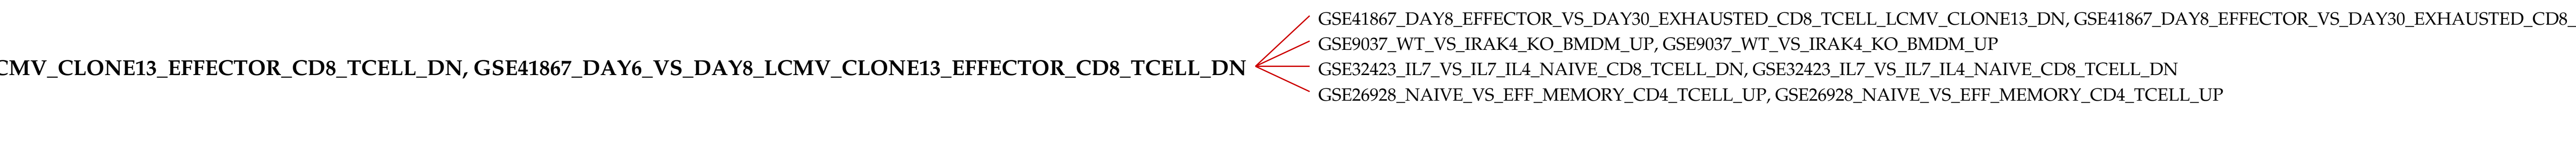 GSE41867_DAY8_EFFECTOR_VS_DAY30_EXHAUSTED_CD8_TCELL_LCMV_CLONE13_DN, GSE41867_DAY8_EFFECTOR_VS_DAY30_EXHAUSTED_CD8_
GSE9037_WT_VS_IRAK4_KO_BMDM_UP, GSE9037_WT_VS_IRAK4_KO_BMDM_UP
CMV_CLONE13_EFFECTOR_CD8_TCELL_DN, GSE41867_DAY6_VS_DAY8_LCMV_CLONE13_EFFECTOR_CD8_TCELL_DN
GSE32423_IL7_VS_IL7_IL4_NAIVE_CD8_TCELL_DN, GSE32423_IL7_VS_IL7_IL4_NAIVE_CD8_TCELL_DN
GSE26928_NAIVE_VS_EFF_MEMORY_CD4_TCELL_UP, GSE26928_NAIVE_VS_EFF_MEMORY_CD4_TCELL_UP